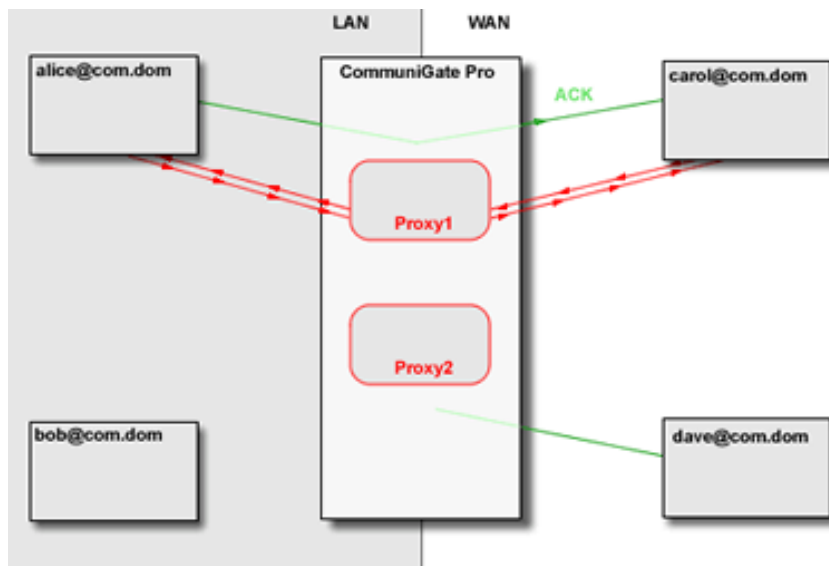 LAN WAN
alice@com.dom
CommuniGate Pro
carol@com.dom
ACK
Proxy1
Proxy2
bob@com.dom
dave@com.dom